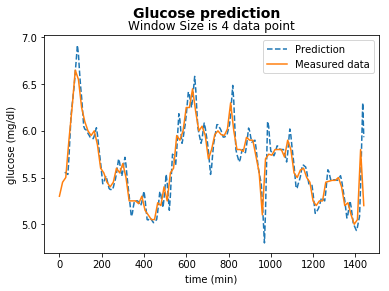 Glucose prediction
Window Size is 4 data point
Prediction
Measured data
glucose (mg/dl)
7.0
6.5
6.0
5.5
5.0
0 200 400 600 800 1000 1200 1400
time (min)